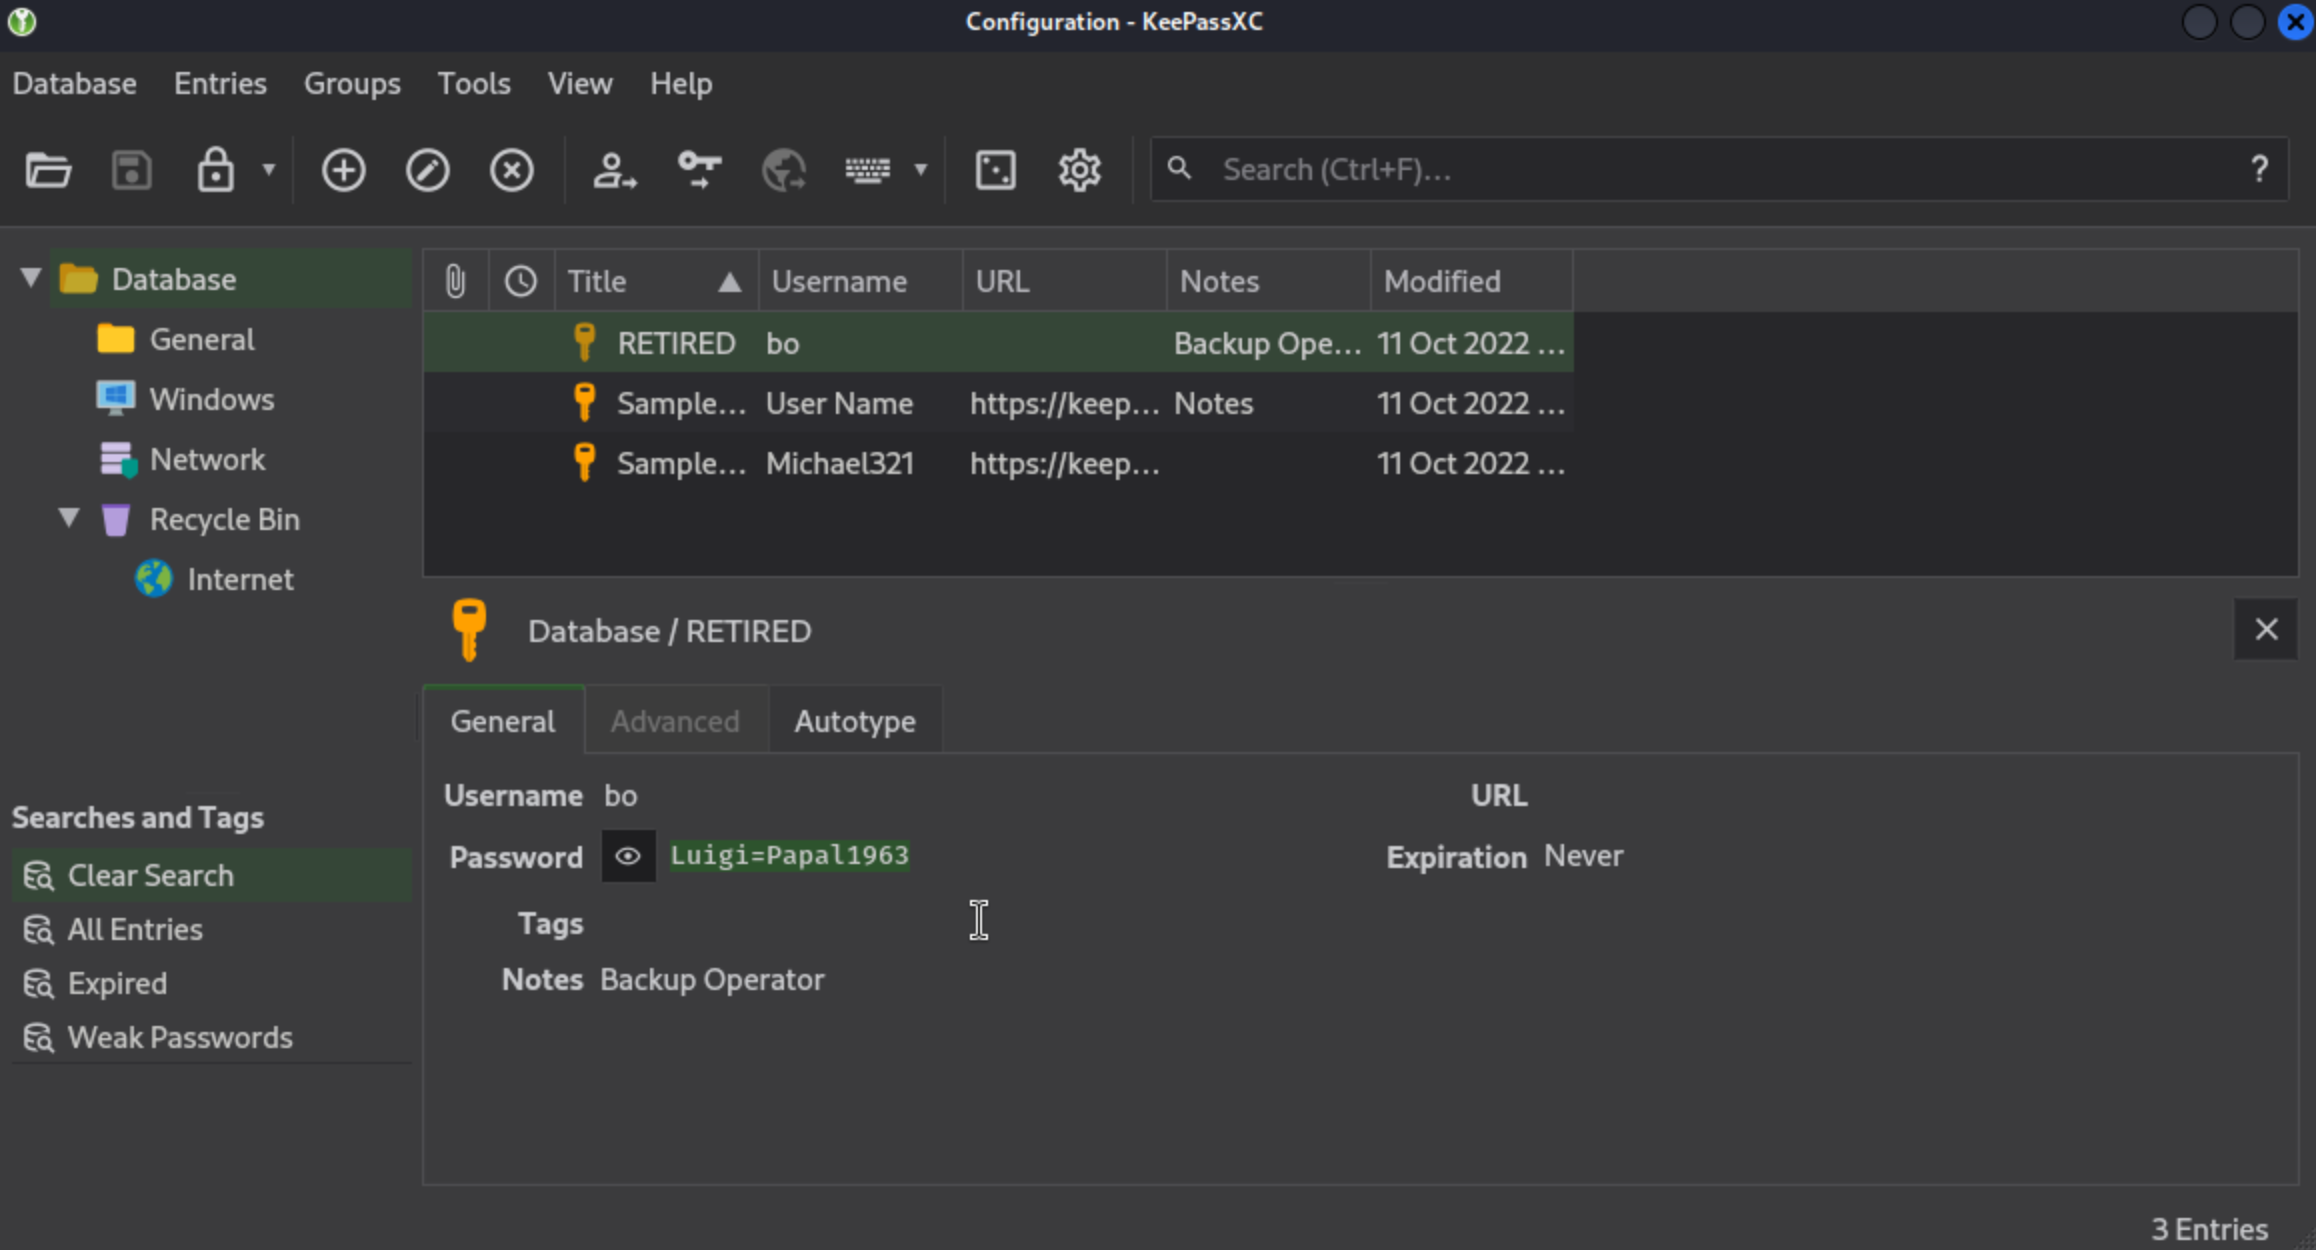 Configuration - KeePassXC
Database Entries Groups Tools View Help
Search (Ctrl+F)... ?
Database
General
Windows
Network
Recycle Bin
Internet
Title Username URL Notes Modified
RETIRED bo Backup Ope... 11 Oct 2022 ...
Sample... User Name https://keep... Notes 11 Oct 2022 ...
Sample... Michael321 https://keep... 11 Oct 2022 ...
Database / RETIRED
General Advanced Autotype
Username bo URL
Password Luigi=Papal1963 Expiration Never
Tags
Notes Backup Operator
Searches and Tags
Clear Search
All Entries
Expired
Weak Passwords
3 Entries